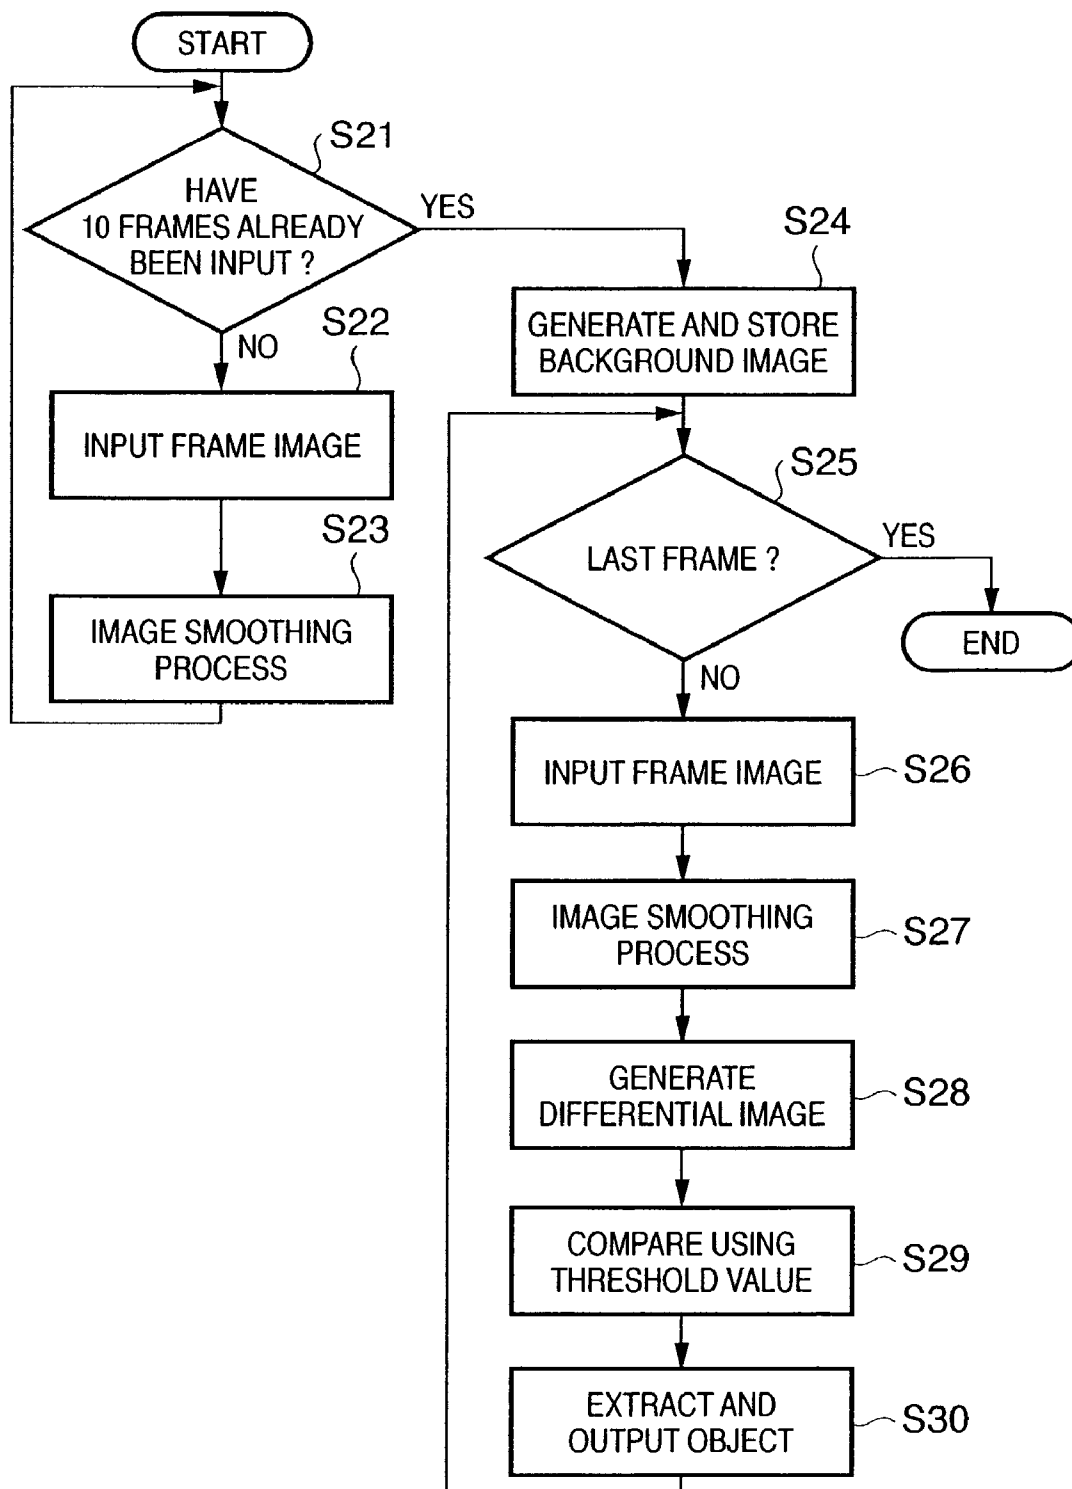 START
S21
HAVE
10 FRAMES ALREADY
BEEN INPUT ?
YES
NO
S22
INPUT FRAME IMAGE
S23
IMAGE SMOOTHING
PROCESS
S24
GENERATE AND STORE
BACKGROUND IMAGE
S25
LAST FRAME ?
YES
END
NO
INPUT FRAME IMAGE
S26
IMAGE SMOOTHING
PROCESS
S27
GENERATE
DIFFERENTIAL IMAGE
S28
COMPARE USING
THRESHOLD VALUE
S29
EXTRACT AND
OUTPUT OBJECT
S30